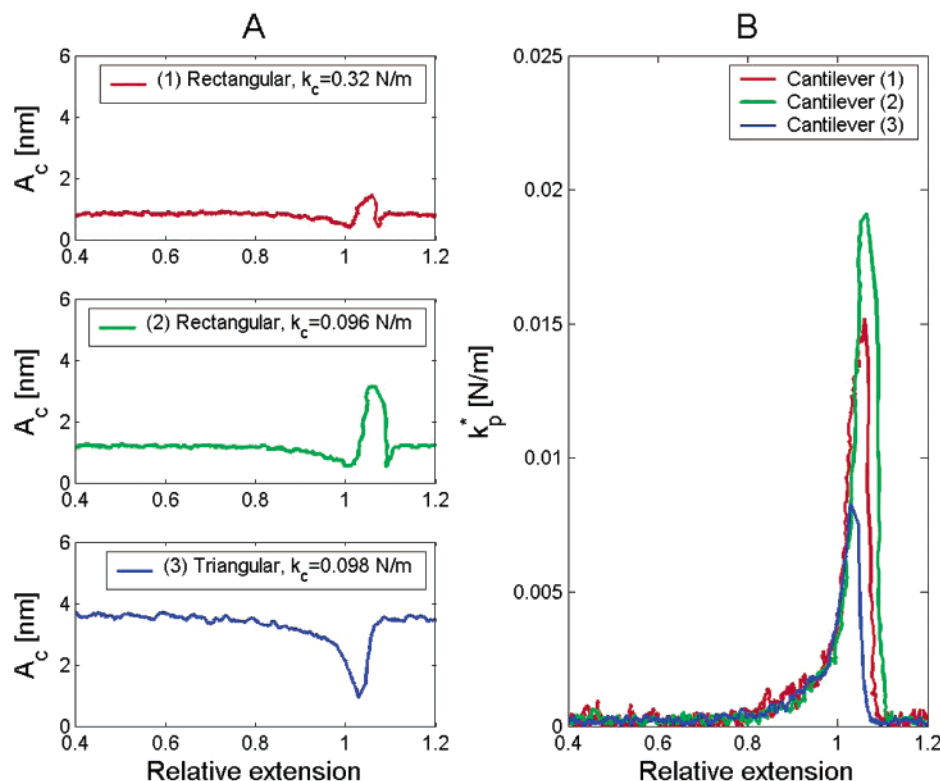 A
6
4
2
0
A_c [nm]
(1) Rectangular, k_c=0.32 N/m
0.4 0.6 0.8 1 1.2
6
4
2
0
A_c [nm]
(2) Rectangular, k_c=0.096 N/m
0.4 0.6 0.8 1 1.2
6
4
2
0
A_c [nm]
(3) Triangular, k_c=0.098 N/m
0.4 0.6 0.8 1 1.2
Relative extension
B
0.025
0.02
0.015
0.01
0.005
0
k_p^* [N/m]
Cantilever (1)
Cantilever (2)
Cantilever (3)
0.4 0.6 0.8 1 1.2
Relative extension